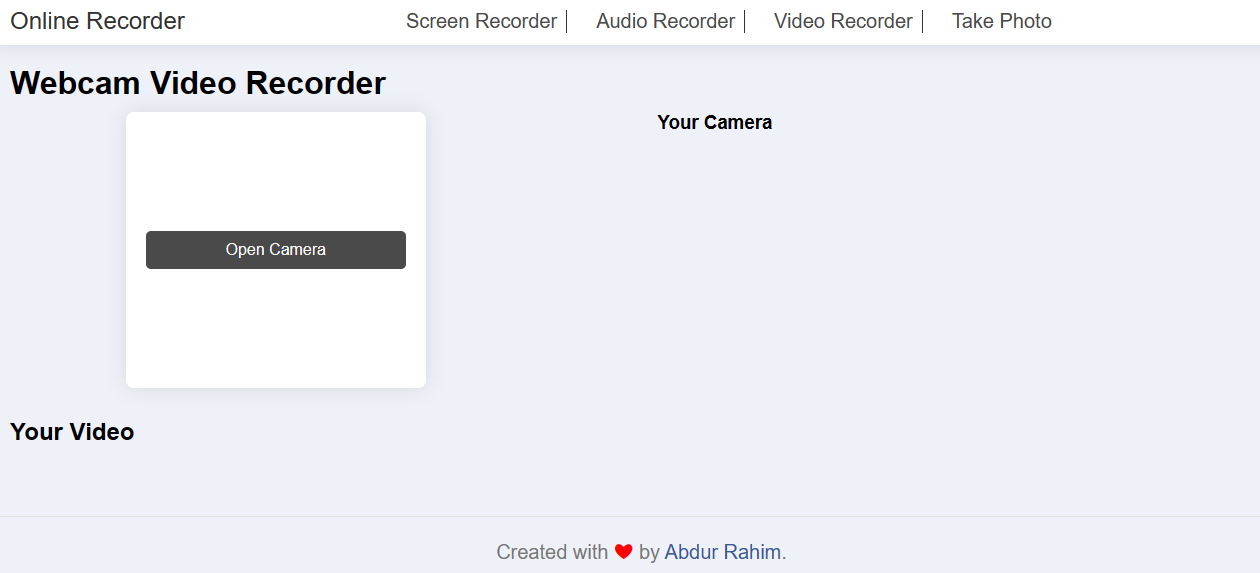 Online Recorder
Screen Recorder
Audio Recorder
Video Recorder
Take Photo
Webcam Video Recorder
Your Camera
Open Camera
Your Video
Created with ❤ by Abdur Rahim.